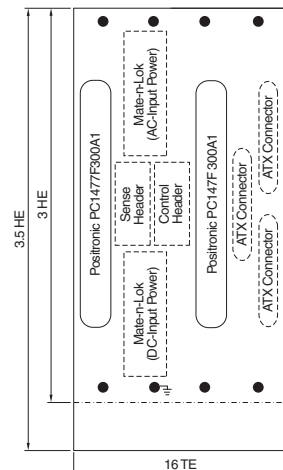 3.5 HE
3 HE
Positronic PC1477F300A1
Mate-n-Lok
(AC-Input Power)
Sense
Header
Control
Header
Mate-n-Lok
(DC-Input Power)
Positronic PC147F 300A1
ATX Connector
ATX Connector
ATX Connector
16 TE